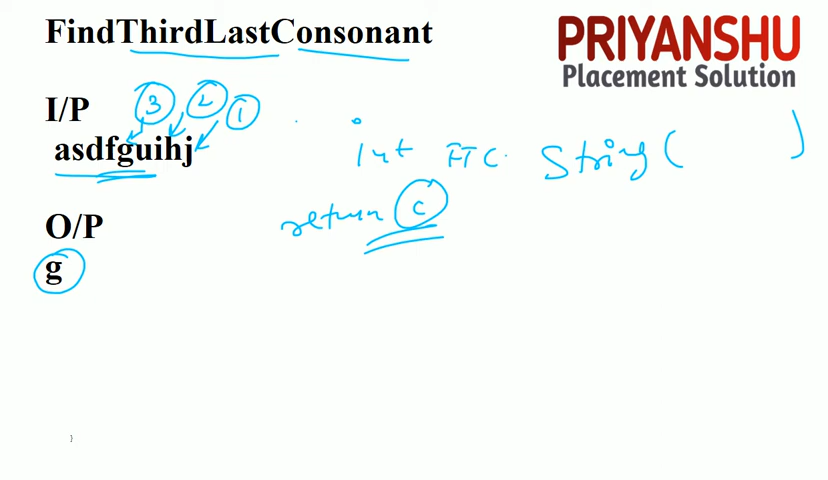 FindThirdLastConsonant
PRIYANSHU
Placement Solution
I/P
3 2 1
asdfguihj
int FTC. String( )
O/P
return c
g
}